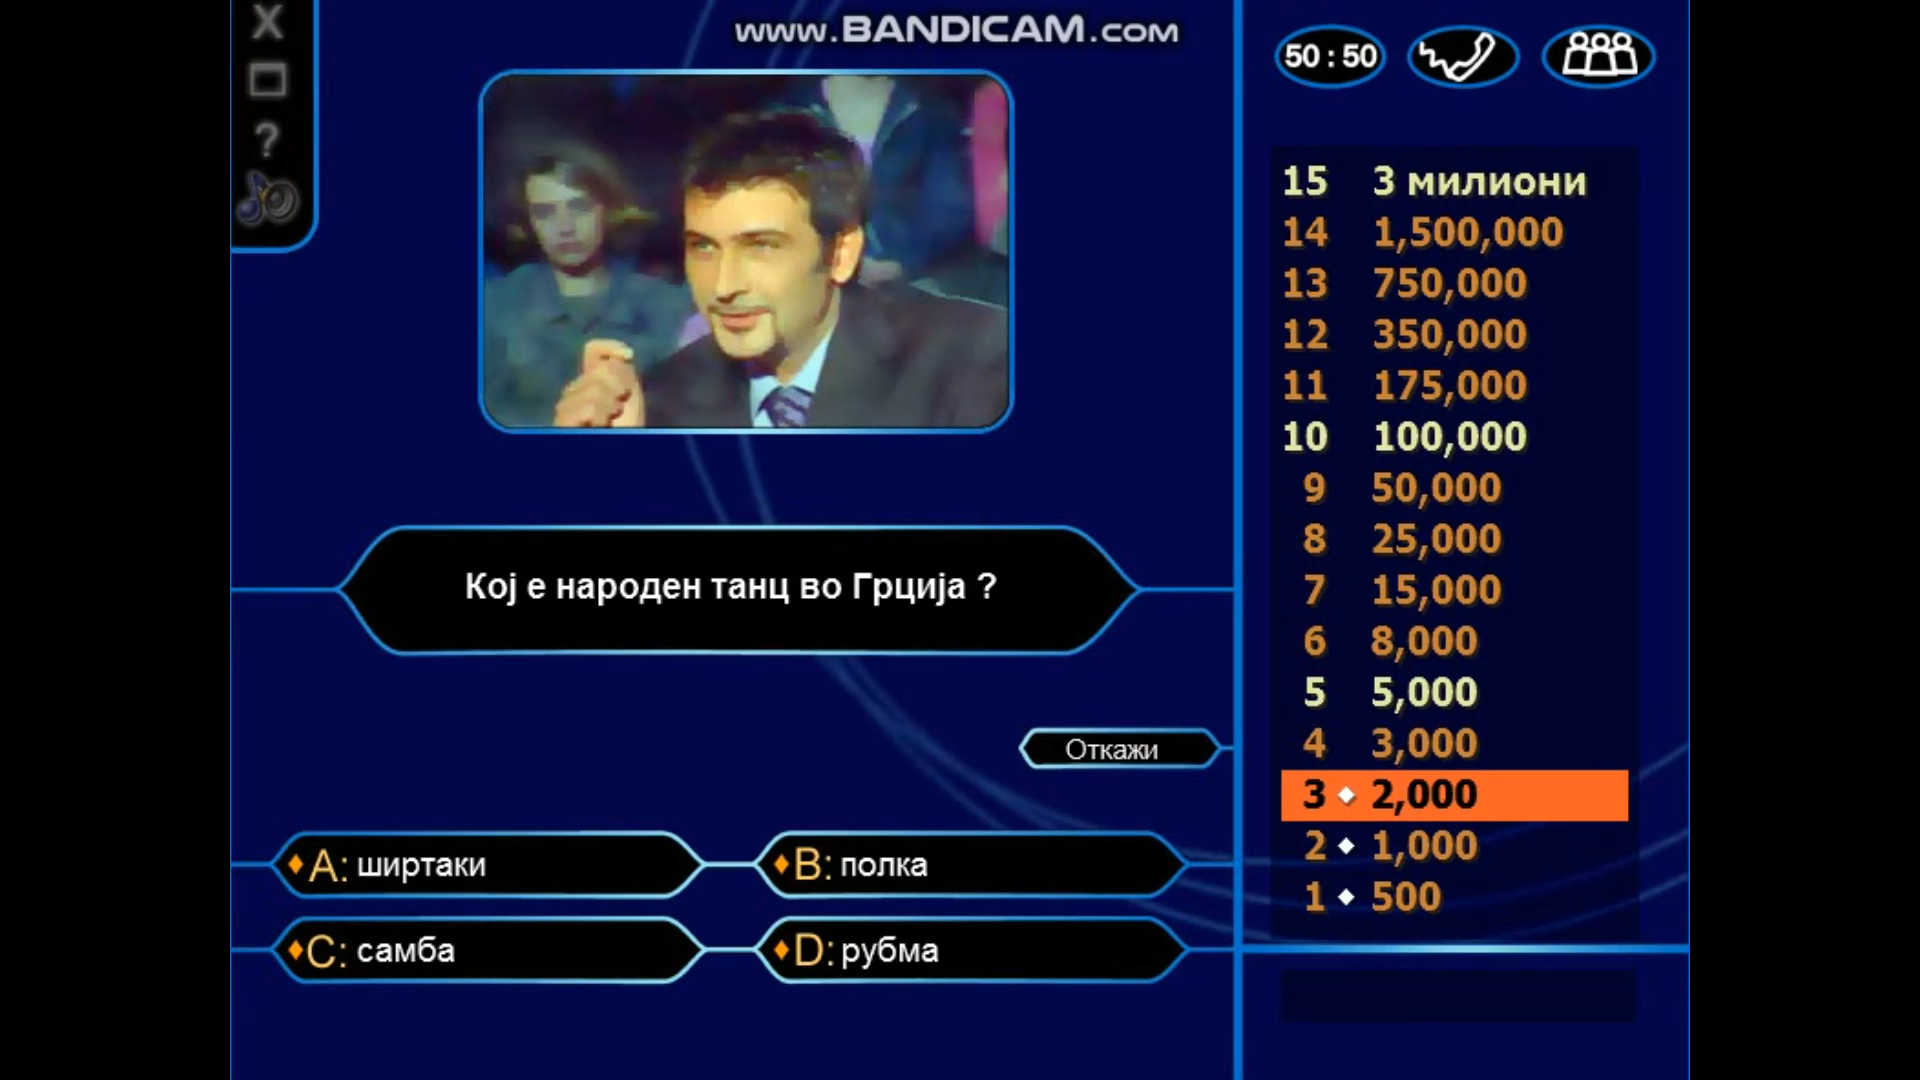 X
www.BANDICAM.com
50 : 50
?
15 3 милиони
14 1,500,000
13 750,000
12 350,000
11 175,000
10 100,000
9 50,000
8 25,000
7 15,000
6 8,000
5 5,000
4 3,000
3 2,000
2 1,000
1 500
Кој е народен танц во Грција ?
Откажи
A: ширтаки
B: полка
C: самба
D: рубма